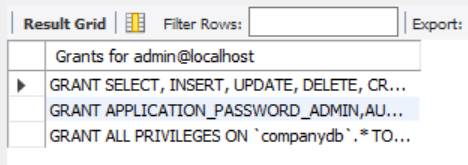 Result Grid Filter Rows: Export:
Grants for admin@localhost
GRANT SELECT, INSERT, UPDATE, DELETE, CR...
GRANT APPLICATION_PASSWORD_ADMIN,AU...
GRANT ALL PRIVILEGES ON `companydb`.* TO...